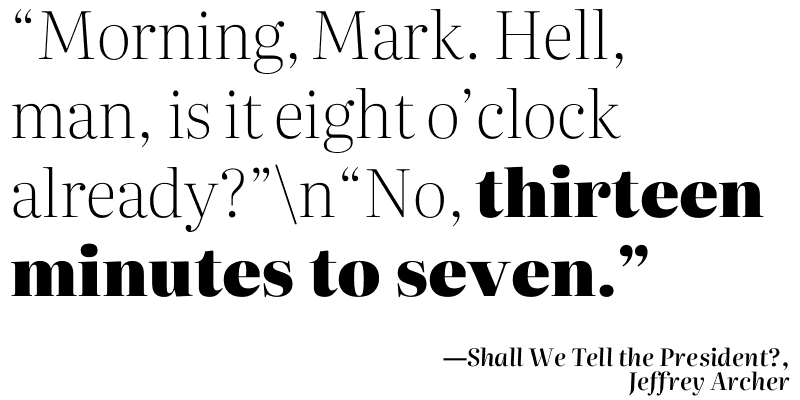 “Morning, Mark. Hell,
man, is it eight o’clock
already?”\n“No, thirteen
minutes to seven.”
—Shall We Tell the President?,
Jeffrey Archer